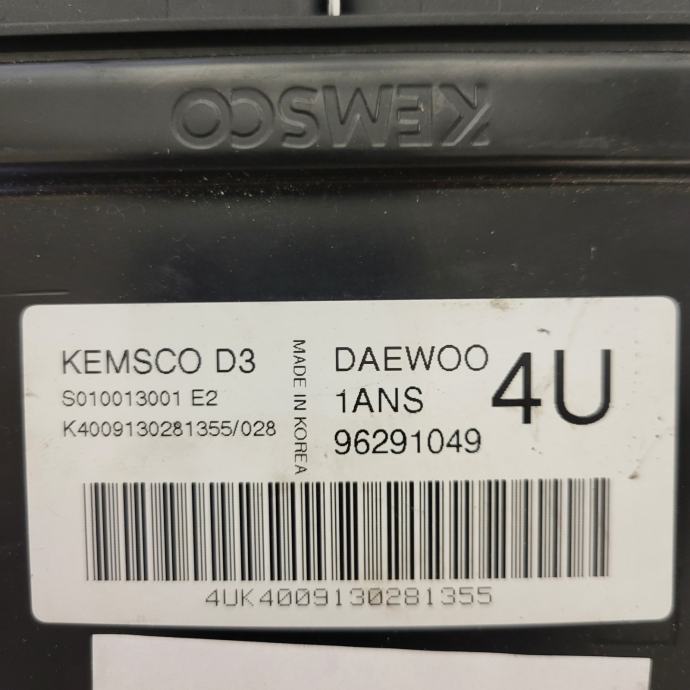 KEMSCO
KEMSCO D3
S010013001 E2
K4009130281355/028
MADE IN KOREA
DAEWOO
1ANS
96291049
4U
4UK4009130281355